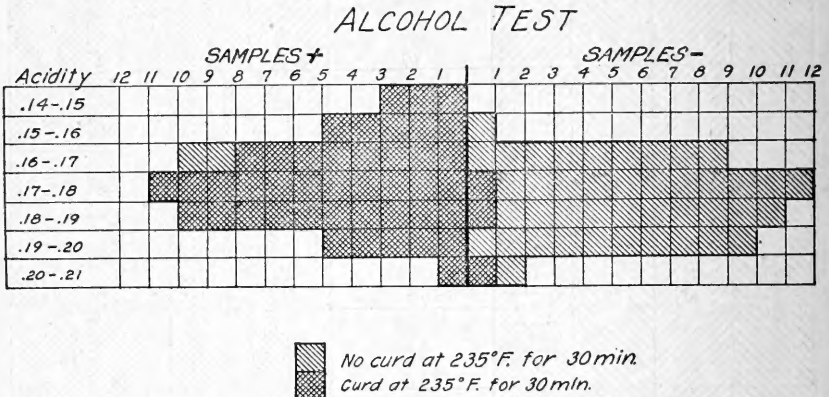 ALCOHOL TEST
SAMPLES + SAMPLES -
Acidity 12 11 10 9 8 7 6 5 4 3 2 1 1 2 3 4 5 6 7 8 9 10 11 12
.14-.15
.15-.16
.16-.17
.17-.18
.18-.19
.19-.20
.20-.21
No curd at 235°F. for 30 min.
Curd at 235°F. for 30 min.